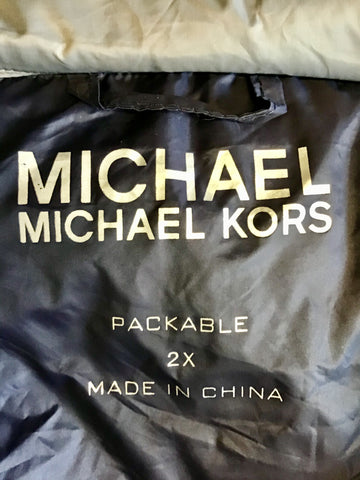 MICHAEL
MICHAEL KORS
PACKABLE
2X
MADE IN CHINA